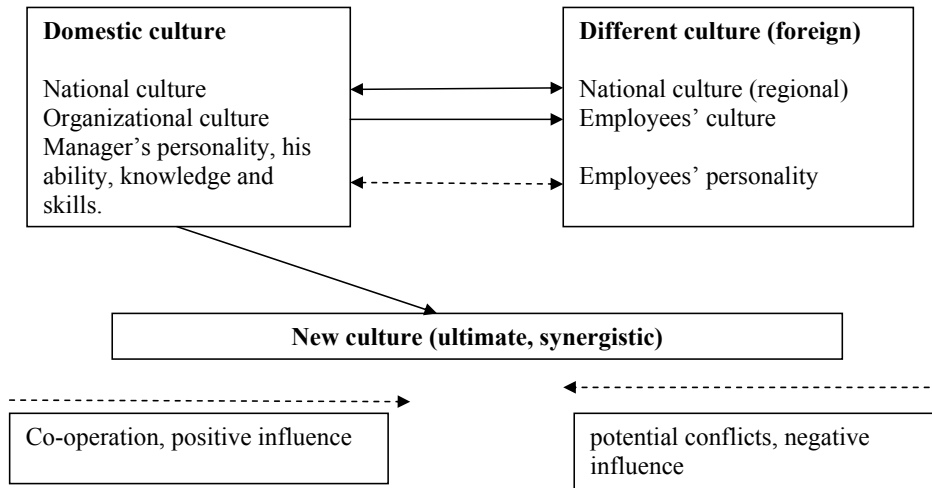 Domestic culture
National culture
Organizational culture
Manager's personality, his
ability, knowledge and
skills.
Different culture (foreign)
National culture (regional)
Employees' culture
Employees' personality
New culture (ultimate, synergistic)
Co-operation, positive influence
potential conflicts, negative
influence